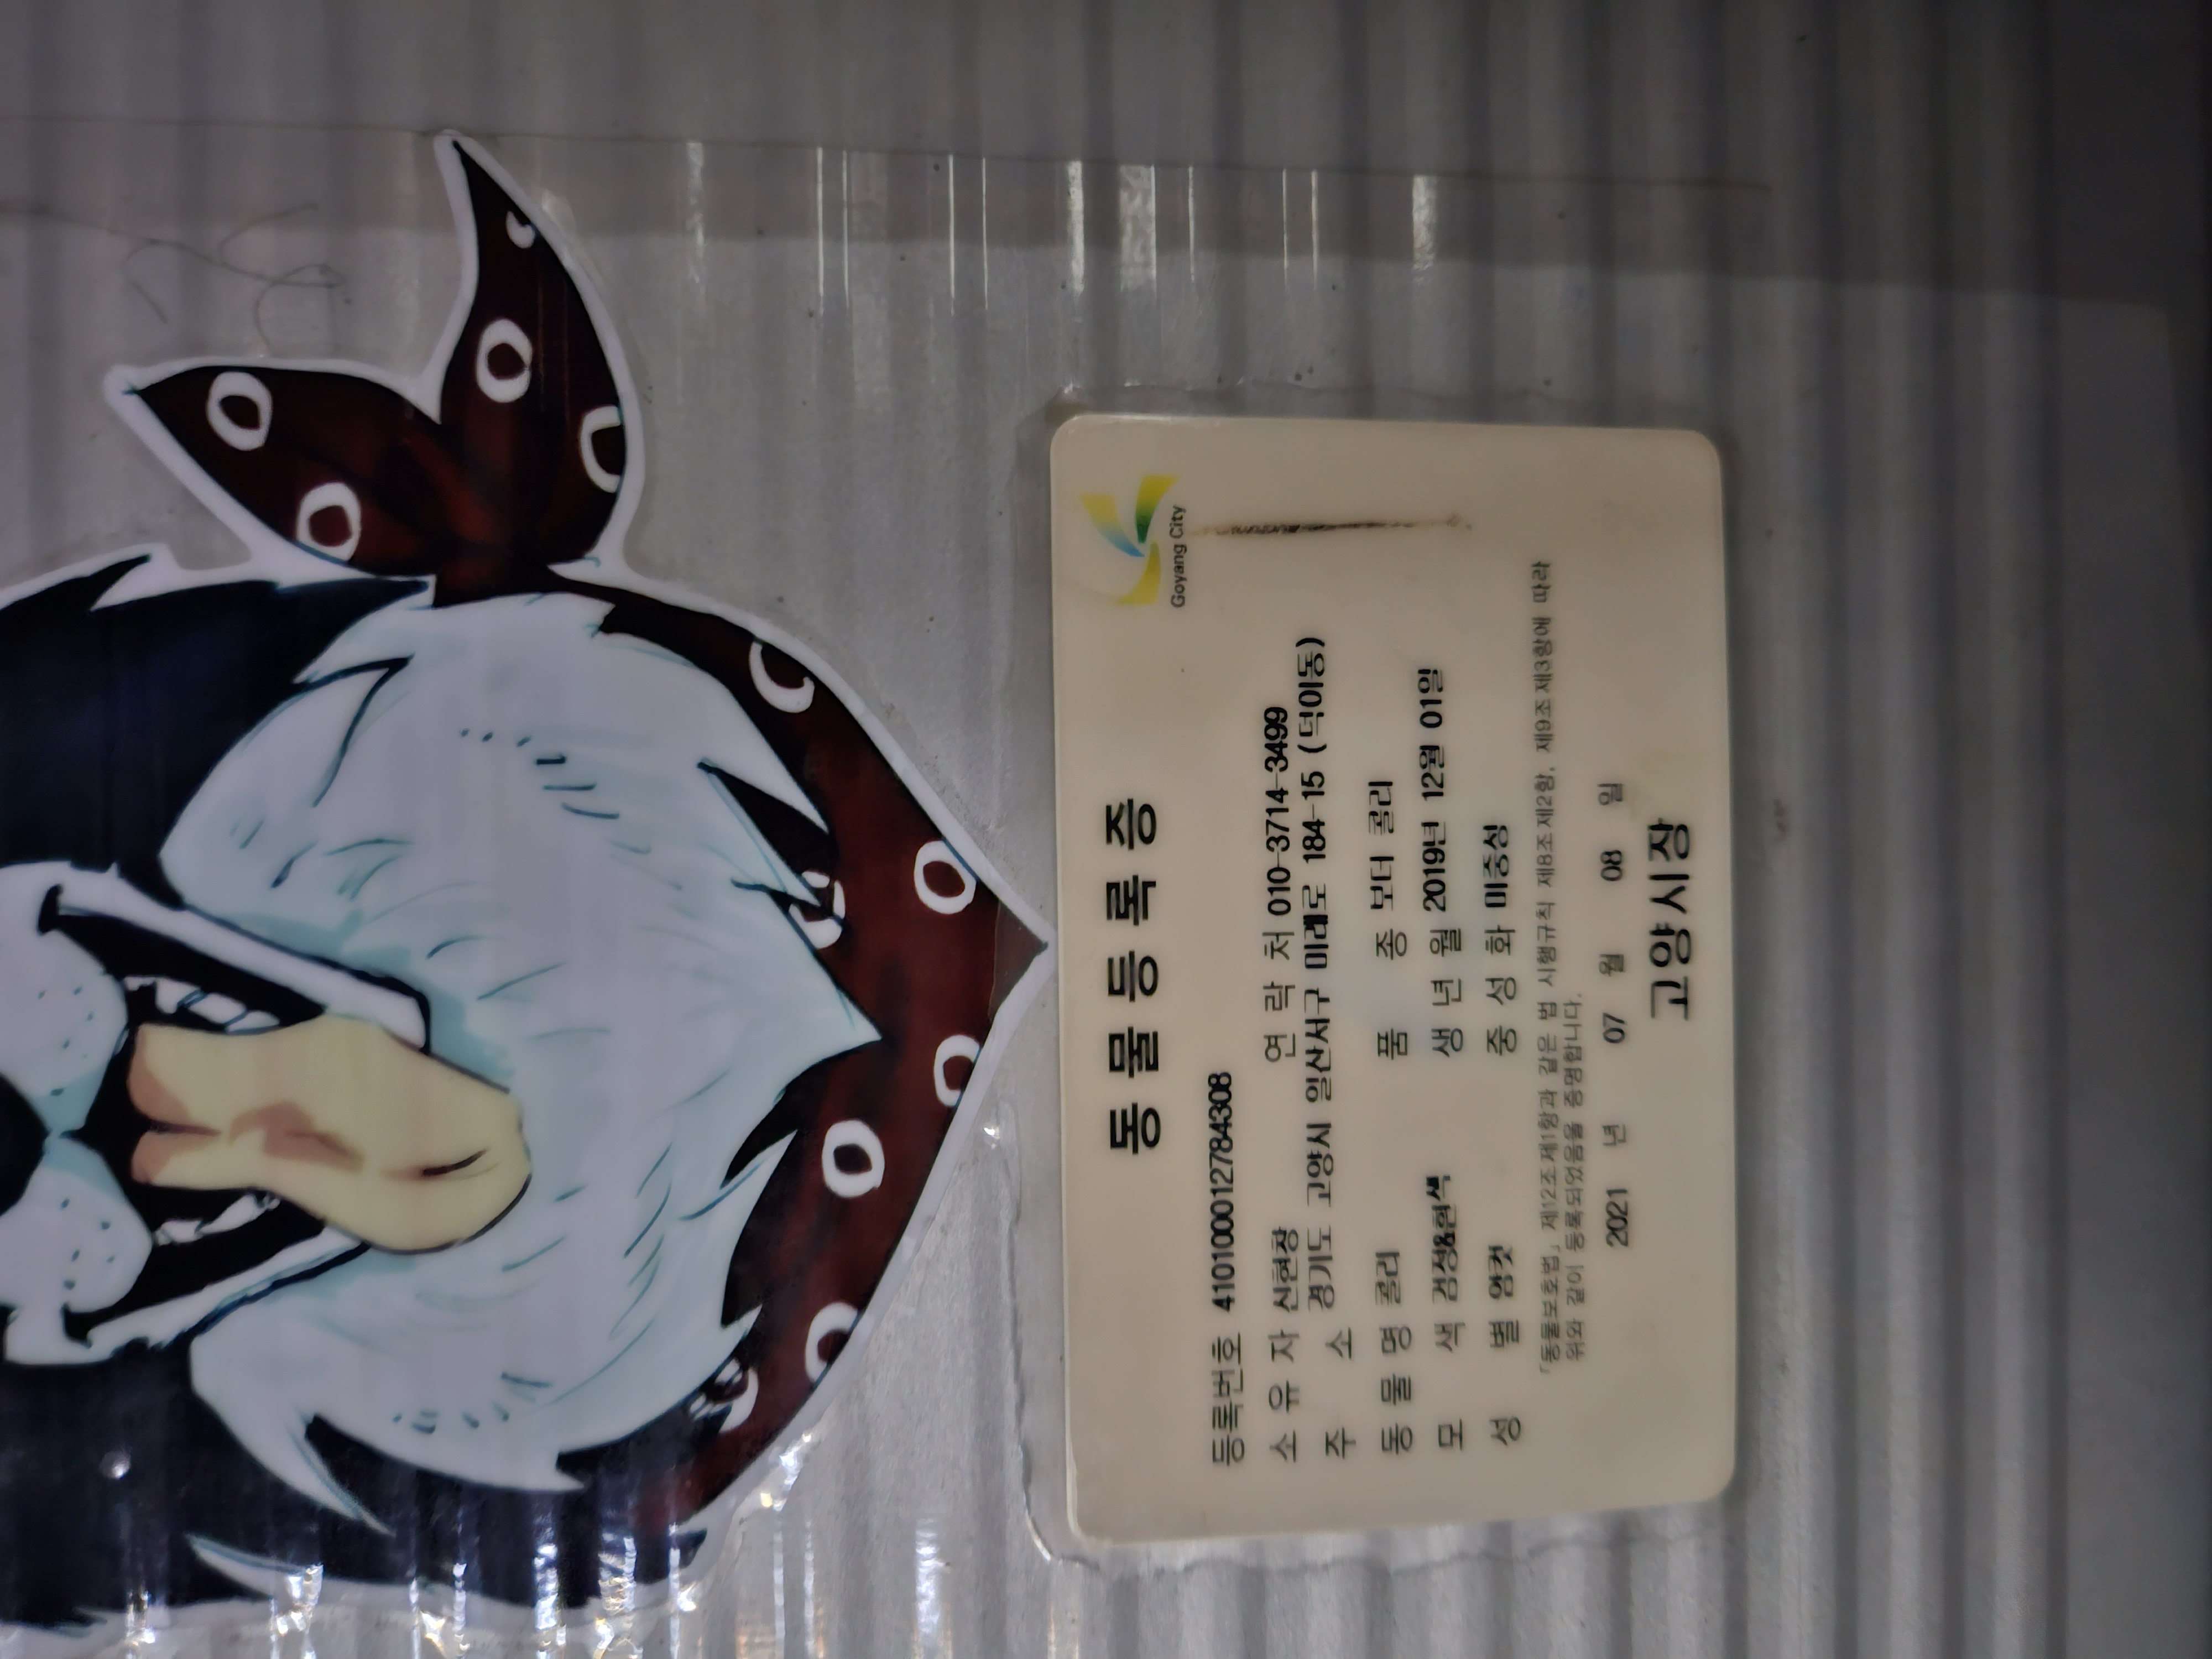 Goyang City
동물등록증
등록번호 4101100012784308
소유자 신현창 연락처 010-3714-3499
주소 경기도 고양시 일산서구 미래로 184-15 (덕이동)
동물명 콜리 품종 보더 콜리
모색 검정&흰색 생년월 2019년 12월 01일
성별 암컷 중성화 미중성
「동물보호법」 제12조제1항과 같은 법 시행규칙 제8조제2항, 제9조제3항에 따라
위와 같이 등록되었음을 증명합니다.
2021 년 07 월 08 일
고양시장